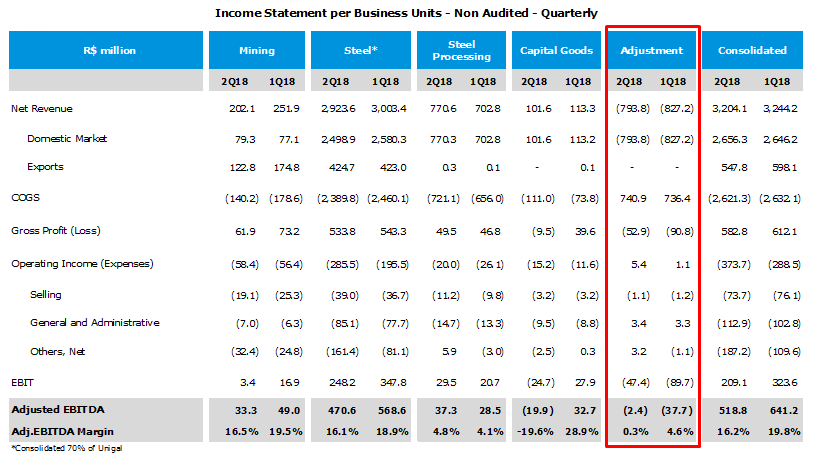 Income Statement per Business Units - Non Audited - Quarterly
R$ million Mining Steel* Steel Processing Capital Goods Adjustment Consolidated
2Q18 1Q18 2Q18 1Q18 2Q18 1Q18 2Q18 1Q18 2Q18 1Q18 2Q18 1Q18
Net Revenue 202.1 251.9 2,923.6 3,003.4 770.6 702.8 101.6 113.3 (793.8) (827.2) 3,204.1 3,244.2
Domestic Market 79.3 77.1 2,498.9 2,580.3 770.3 702.8 101.6 113.2 (793.8) (827.2) 2,656.3 2,646.2
Exports 122.8 174.8 424.7 423.0 0.3 0.1 - 0.1 - - 547.8 598.1
COGS (140.2) (178.6) (2,389.8) (2,460.1) (721.1) (656.0) (111.0) (73.8) 740.9 736.4 (2,621.3) (2,632.1)
Gross Profit (Loss) 61.9 73.2 533.8 543.3 49.5 46.8 (9.5) 39.6 (52.9) (90.8) 582.8 612.1
Operating Income (Expenses) (58.4) (56.4) (285.5) (195.5) (20.0) (26.1) (15.2) (11.6) 5.4 1.1 (373.7) (288.5)
Selling (19.1) (25.3) (39.0) (36.7) (11.2) (9.8) (3.2) (3.2) (1.1) (1.2) (73.7) (76.1)
General and Administrative (7.0) (6.3) (85.1) (77.7) (14.7) (13.3) (9.5) (8.8) 3.4 3.3 (112.9) (102.8)
Others, Net (32.4) (24.8) (161.4) (81.1) 5.9 (3.0) (2.5) 0.3 3.2 (1.1) (187.2) (109.6)
EBIT 3.4 16.9 248.2 347.8 29.5 20.7 (24.7) 27.9 (47.4) (89.7) 209.1 323.6
Adjusted EBITDA 33.3 49.0 470.6 568.6 37.3 28.5 (19.9) 32.7 (2.4) (37.7) 518.8 641.2
Adj.EBITDA Margin 16.5% 19.5% 16.1% 18.9% 4.8% 4.1% -19.6% 28.9% 0.3% 4.6% 16.2% 19.8%
*Consolidated 70% of Unigal